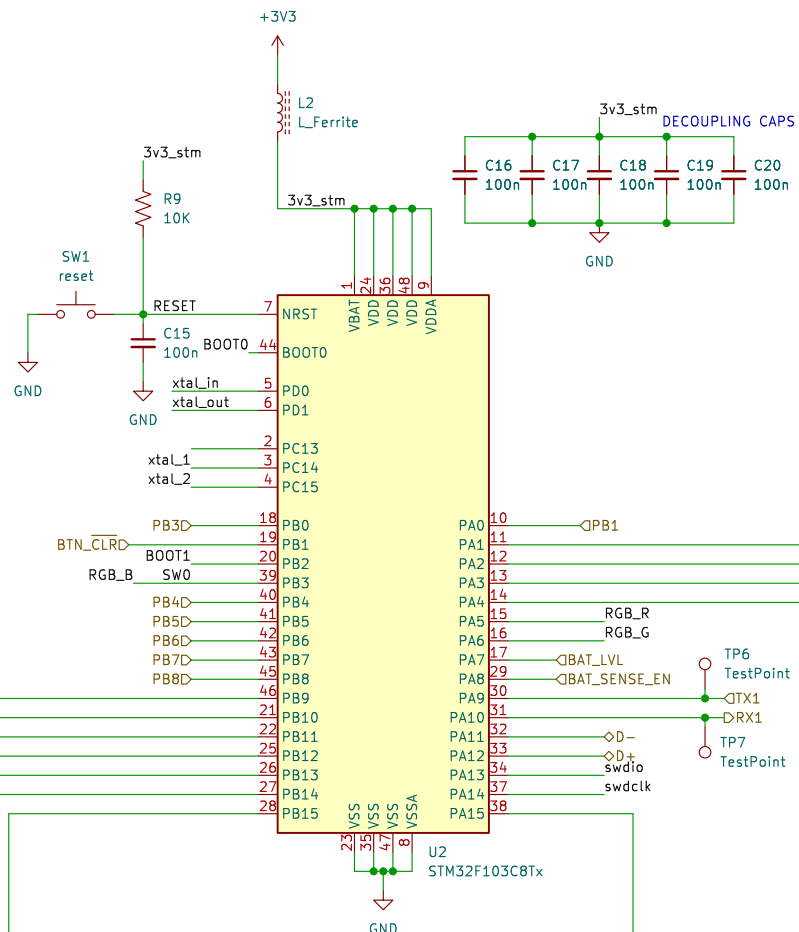 +3V3
L2
L_Ferrite
3v3_stm
DECOUPLING CAPS
C16
100n
C17
100n
C18
100n
C19
100n
C20
100n
GND
3v3_stm
R9
10K
3v3_stm
SW1
reset
RESET
C15
100n
GND
GND
1
24
36
48
9
VBAT
VDD
VDD
VDD
VDDA
7 NRST
BOOT0 44 BOOT0
xtal_in 5 PD0
xtal_out 6 PD1
2 PC13
xtal_1 3 PC14
xtal_2 4 PC15
PB3 18 PB0
BTN_CLR 19 PB1
BOOT1 20 PB2
RGB_B SW0 39 PB3
PB4 40 PB4
PB5 41 PB5
PB6 42 PB6
PB7 43 PB7
PB8 45 PB8
46 PB9
21 PB10
22 PB11
25 PB12
26 PB13
27 PB14
28 PB15
PA0 10 PB1
PA1 11
PA2 12
PA3 13
PA4 14
PA5 15 RGB_R
PA6 16 RGB_G
PA7 17 BAT_LVL
PA8 29 BAT_SENSE_EN
PA9 30 TX1
PA10 31 RX1
PA11 32 D-
PA12 33 D+
PA13 34 swdio
PA14 37 swdclk
PA15 38
TP6
TestPoint
TP7
TestPoint
VSS
VSS
VSS
VSSA
23
35
47
8
U2
STM32F103C8Tx
GND